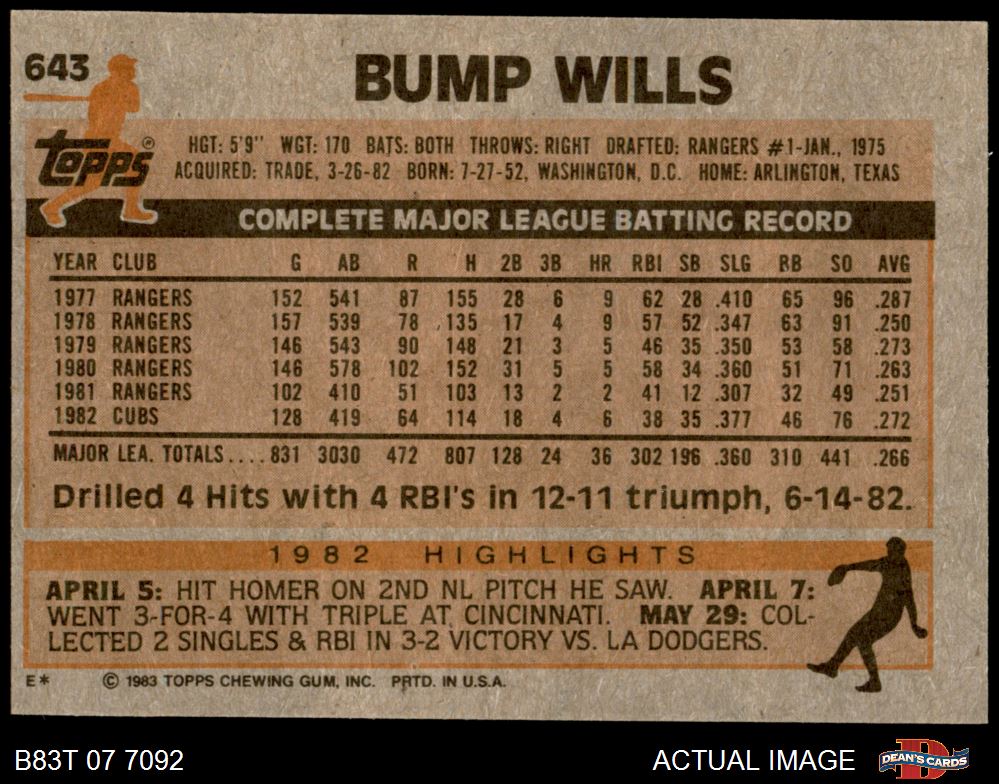 643
BUMP WILLS
topps®
HGT: 5'9" WGT: 170 BATS: BOTH THROWS: RIGHT DRAFTED: RANGERS #1-JAN., 1975
ACQUIRED: TRADE, 3-26-82 BORN: 7-27-52, WASHINGTON, D.C. HOME: ARLINGTON, TEXAS
COMPLETE MAJOR LEAGUE BATTING RECORD
YEAR CLUB G AB R H 2B 3B HR RBI SB SLG BB SO AVG
1977 RANGERS 152 541 87 155 28 6 9 62 28 .410 65 96 .287
1978 RANGERS 157 539 78 135 17 4 9 57 52 .347 63 91 .250
1979 RANGERS 146 543 90 148 21 3 5 46 35 .350 53 58 .273
1980 RANGERS 146 578 102 152 31 5 5 58 34 .360 51 71 .263
1981 RANGERS 102 410 51 103 13 2 2 41 12 .307 32 49 .251
1982 CUBS 128 419 64 114 18 4 6 38 35 .377 46 76 .272
MAJOR LEA. TOTALS.... 831 3030 472 807 128 24 36 302 196 .360 310 441 .266
Drilled 4 Hits with 4 RBI's in 12-11 triumph, 6-14-82.
1982 HIGHLIGHTS
APRIL 5: HIT HOMER ON 2ND NL PITCH HE SAW. APRIL 7:
WENT 3-FOR-4 WITH TRIPLE AT CINCINNATI. MAY 29: COL-
LECTED 2 SINGLES & RBI IN 3-2 VICTORY VS. LA DODGERS.
E* © 1983 TOPPS CHEWING GUM, INC. PRTD. IN U.S.A.
B83T 07 7092 ACTUAL IMAGE D DEAN'S CARDS